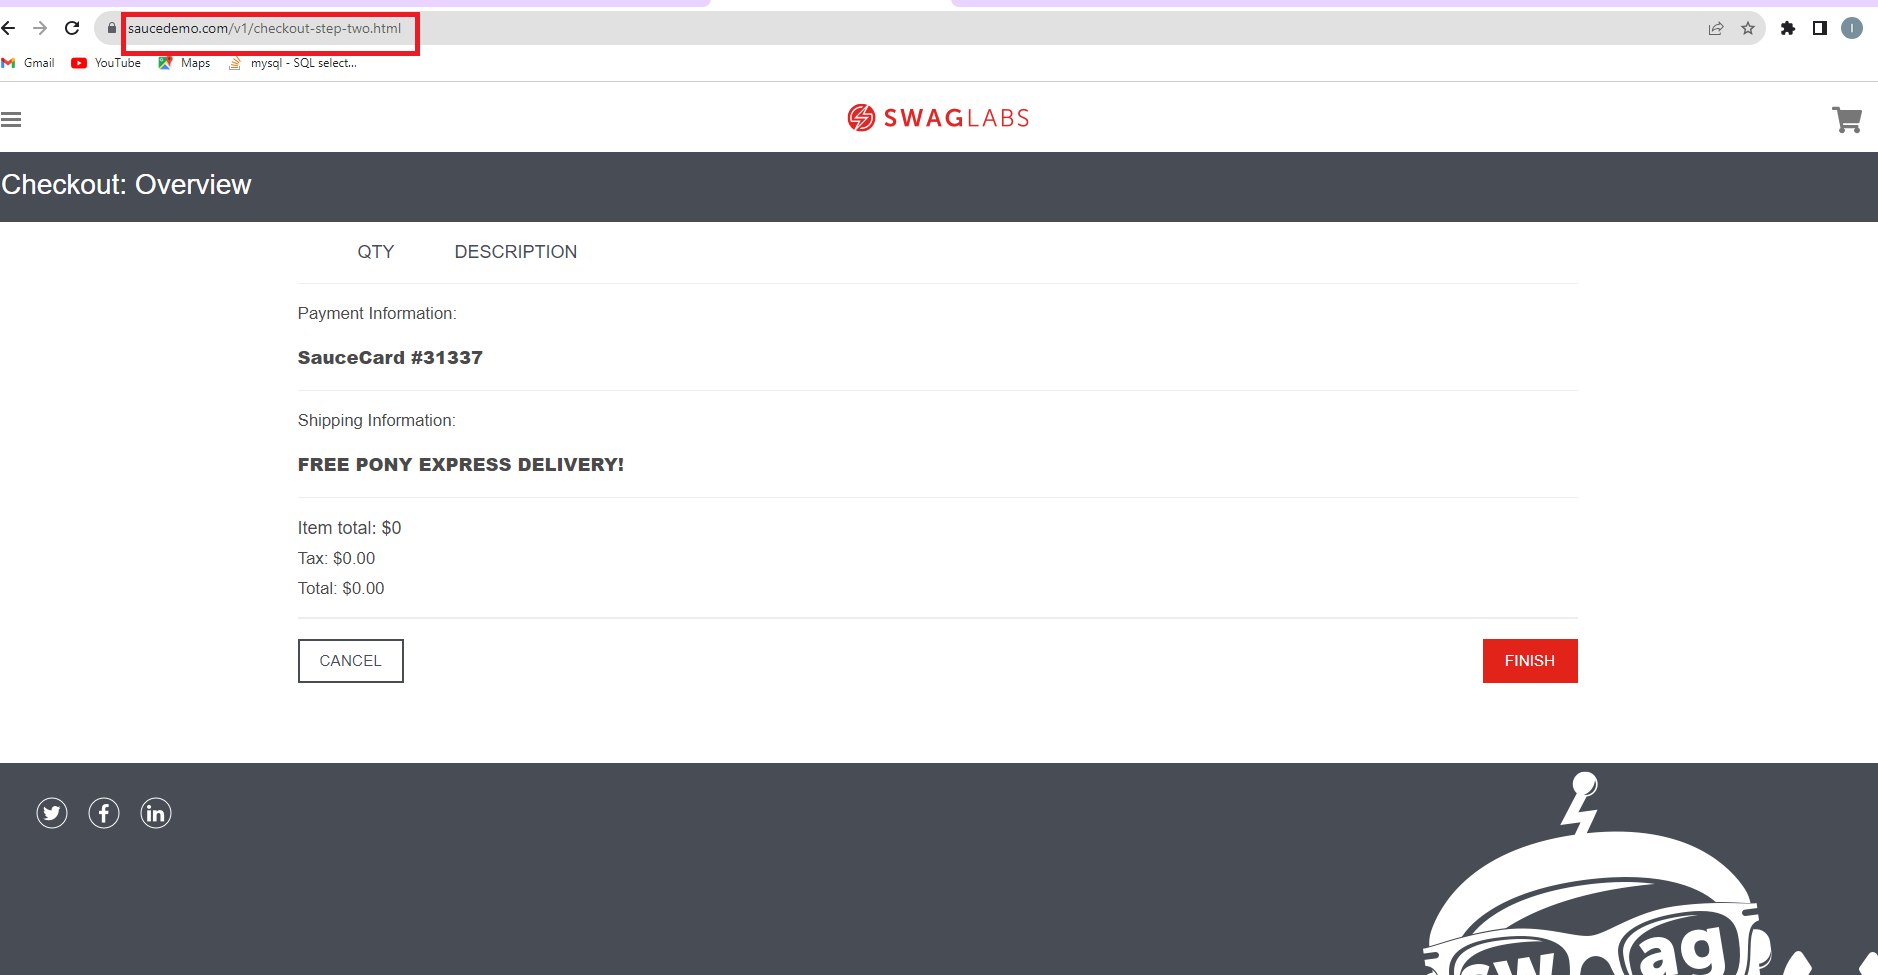 saucedemo.com/v1/checkout-step-two.html
I
Gmail YouTube Maps mysql - SQL select...
SWAGLABS
Checkout: Overview
QTY DESCRIPTION
Payment Information:
SauceCard #31337
Shipping Information:
FREE PONY EXPRESS DELIVERY!
Item total: $0
Tax: $0.00
Total: $0.00
CANCEL FINISH
sw ag